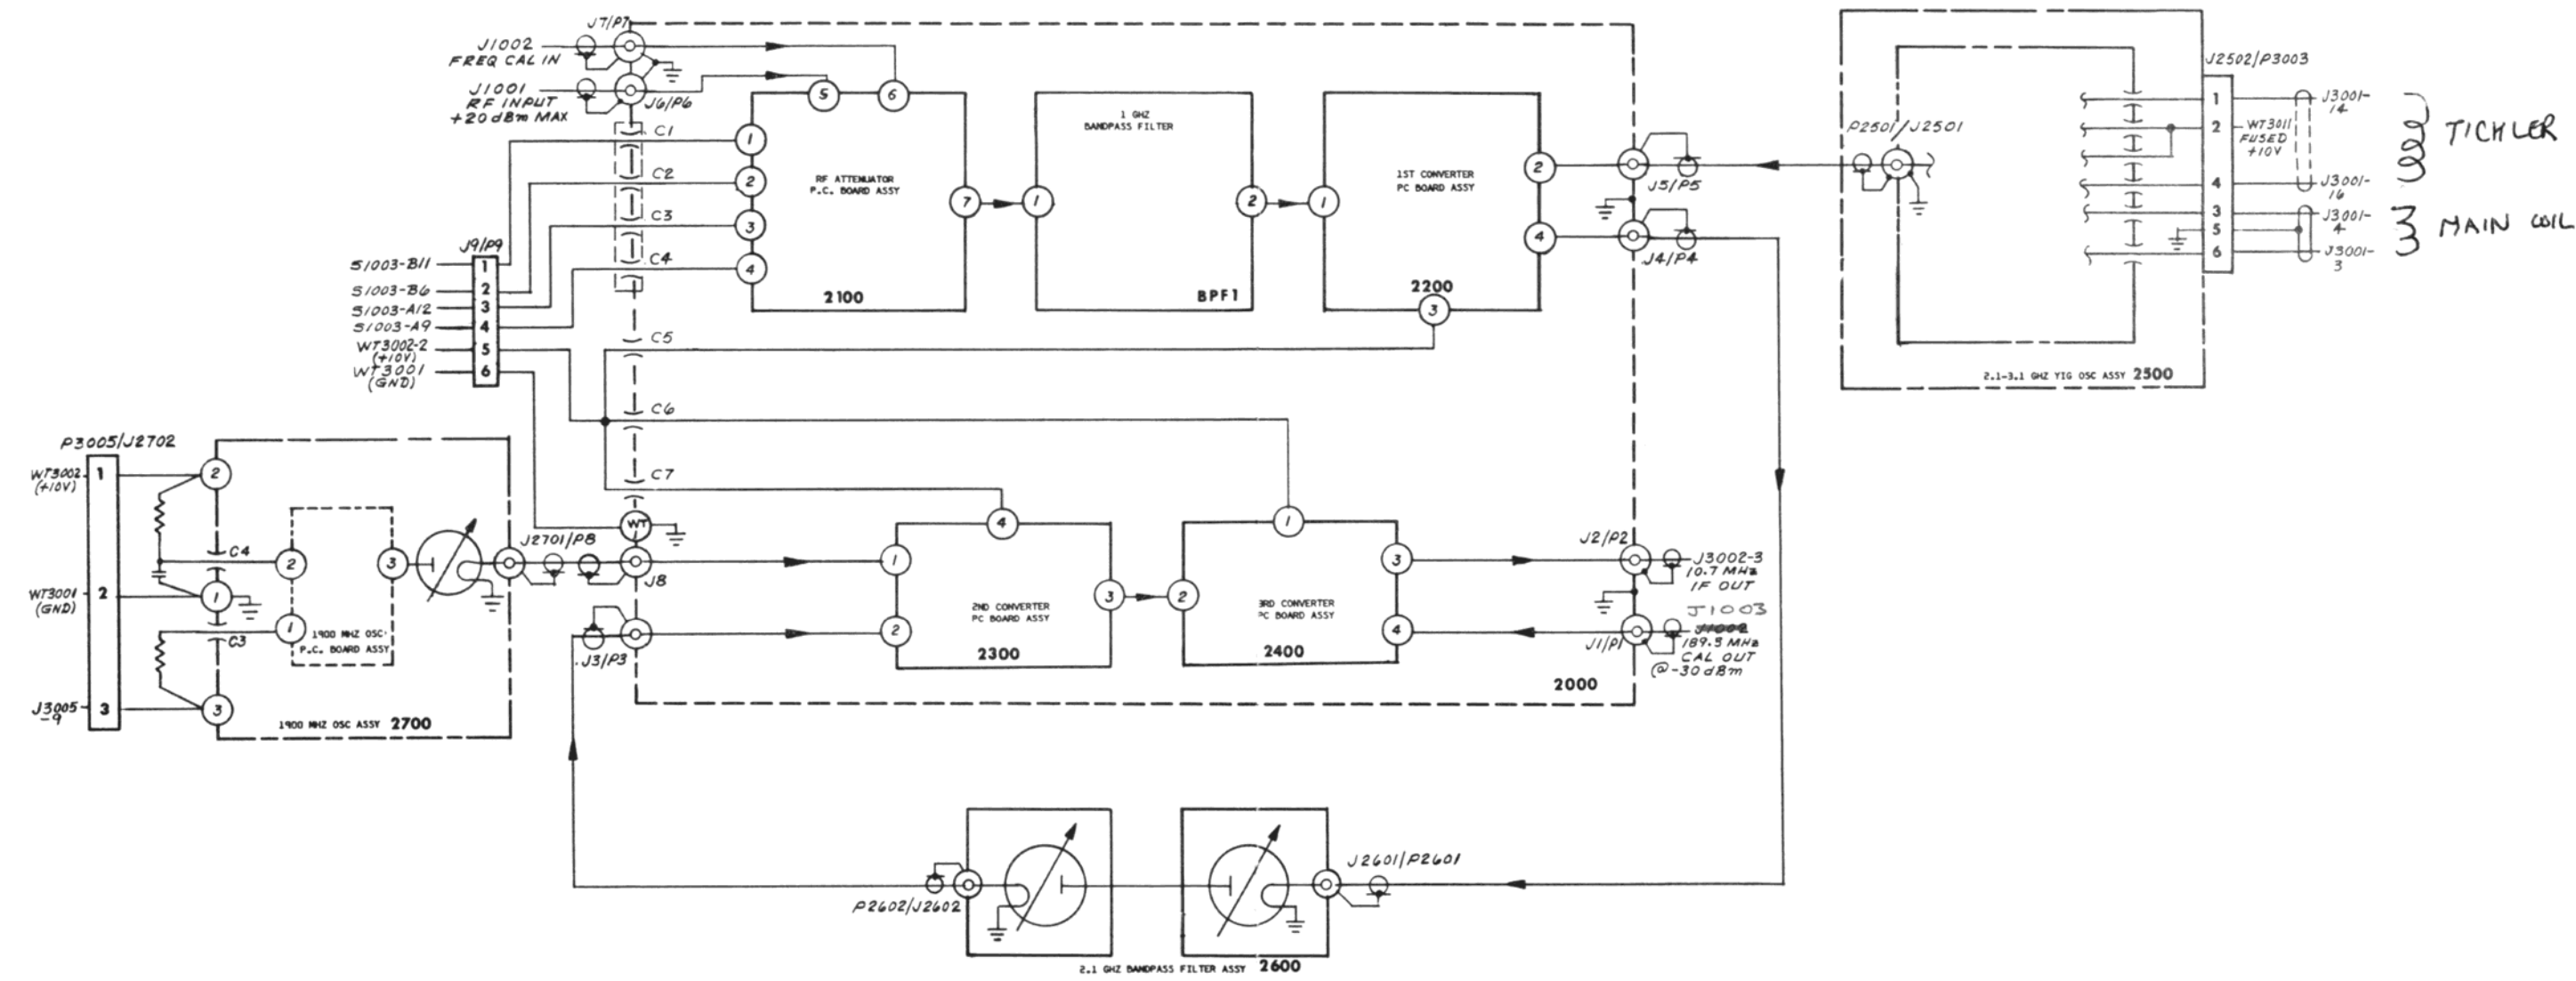 J7/P7
J1002
FREQ CAL IN
J1001
RF INPUT
+20 dBm MAX
J6/P6
C1
C2
C3
C4
C5
C6
C7
1
2
3
4
5
6
7
RF ATTENUATOR
P.C. BOARD ASSY
2100
1 GHZ
BANDPASS FILTER
1
2
BPF1
1
2
3
4
1ST CONVERTER
PC BOARD ASSY
2200
J5/P5
J4/P4
P2501/J2501
2.1-3.1 GHZ YIG OSC ASSY 2500
J2502/P3003
1
2
4
3
5
6
J3001-
14
WT3011
FUSED
+10V
J3001-
16
J3001-
4
J3001-
3
TICKLER
MAIN COIL
J9/P9
S1003-B11
1
S1003-B6
2
S1003-A12
3
S1003-A9
4
WT3002-2
(+10V)
5
WT3001
(GND)
6
P3005/J2702
WT3002
(+10V)
1
WT3001
(GND)
2
J3005
-9
3
2
C4
1
C3
3
2
1
3
1900 MHZ OSC
P.C. BOARD ASSY
1900 MHZ OSC ASSY 2700
J2701/P8
WT
J8
J3/P3
1
2
3
4
2ND CONVERTER
PC BOARD ASSY
2300
1
2
3
4
3RD CONVERTER
PC BOARD ASSY
2400
2000
J2/P2
J3002-3
10.7 MHz
IF OUT
J1003
J1002
J1/P1
189.5 MHz
CAL OUT
@-30dBm
P2602/J2602
J2601/P2601
2.1 GHZ BANDPASS FILTER ASSY 2600